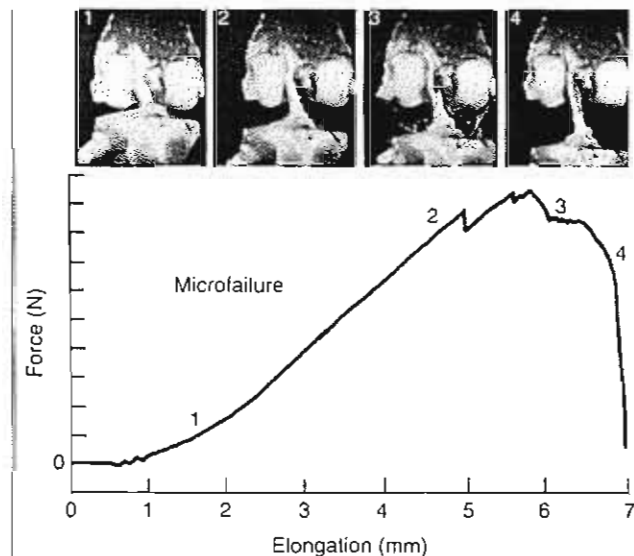 1 2 3 4
2 3
4
Microfailure
Force (N)
1
0
0 1 2 3 4 5 6 7
Elongation (mm)